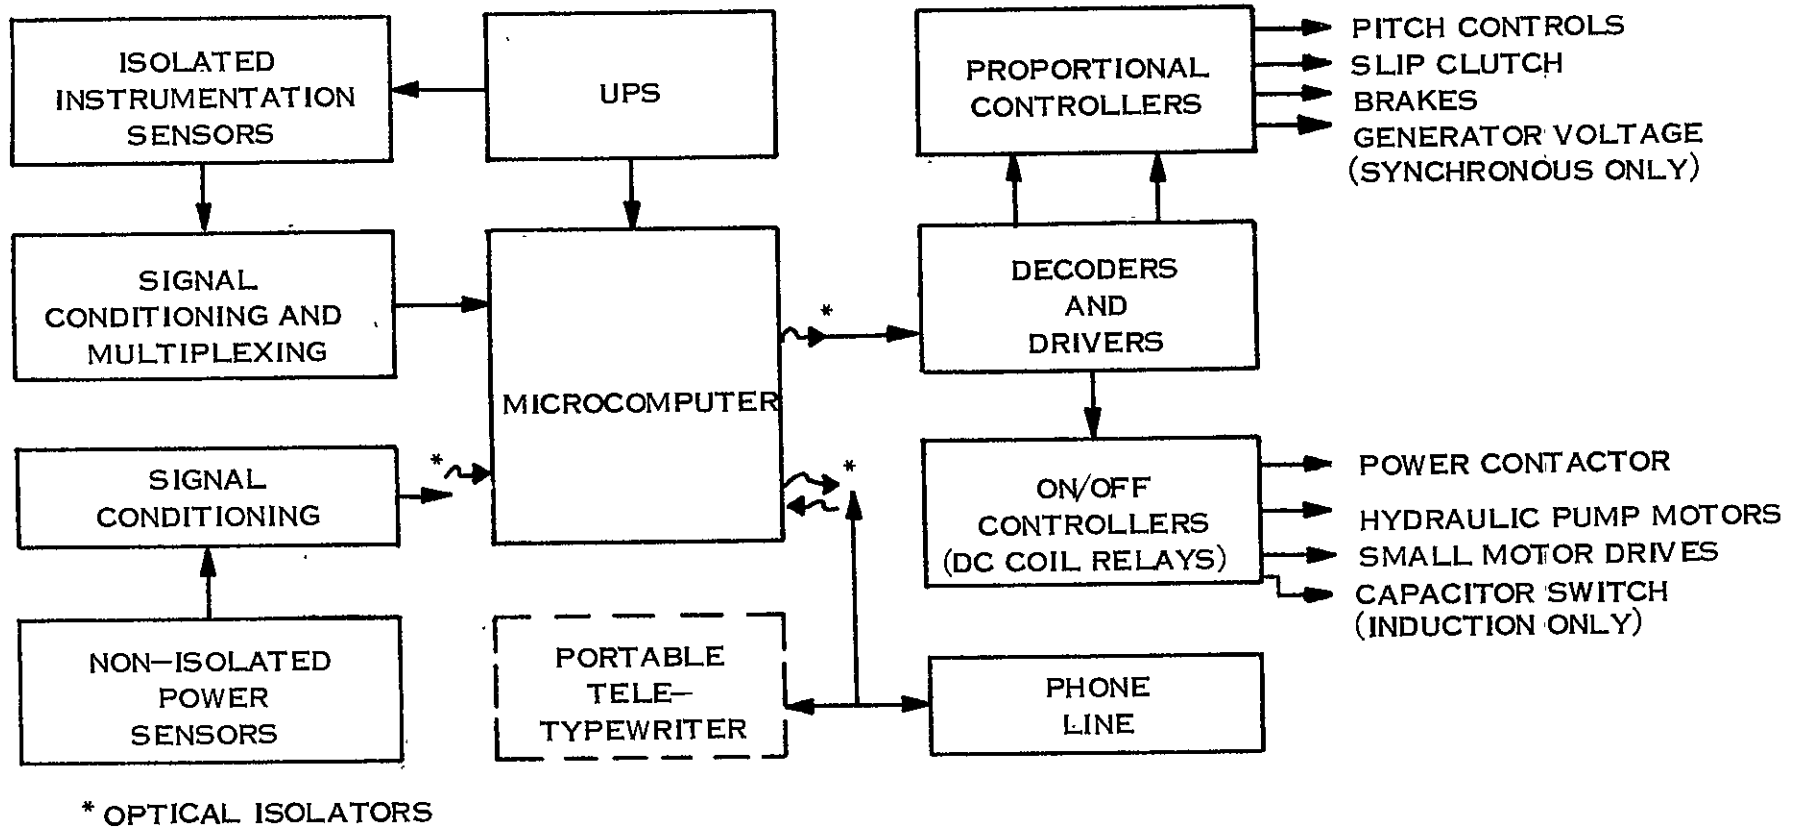 ISOLATED
INSTRUMENTATION
SENSORS
UPS
PROPORTIONAL
CONTROLLERS
PITCH CONTROLS
SLIP CLUTCH
BRAKES
GENERATOR VOLTAGE
(SYNCHRONOUS ONLY)
SIGNAL
CONDITIONING AND
MULTIPLEXING
MICROCOMPUTER
*
DECODERS
AND
DRIVERS
SIGNAL
CONDITIONING
*
*
ON/OFF
CONTROLLERS
(DC COIL RELAYS)
POWER CONTACTOR
HYDRAULIC PUMP MOTORS
SMALL MOTOR DRIVES
CAPACITOR SWITCH
(INDUCTION ONLY)
NON-ISOLATED
POWER
SENSORS
PORTABLE
TELE-
TYPEWRITER
PHONE
LINE
* OPTICAL ISOLATORS